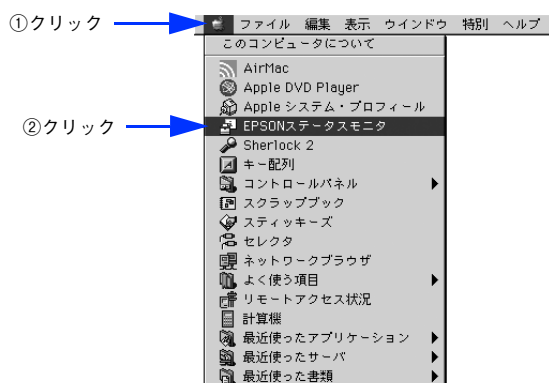 ①クリック
ファイル 編集 表示 ウインドウ 特別 ヘルプ
このコンピュータについて
AirMac
Apple DVD Player
Apple システム・プロフィール
②クリック
EPSONステータスモニタ
Sherlock 2
キー配列
コントロールパネル
スクラップブック
スティッキーズ
セレクタ
ネットワークブラウザ
よく使う項目
リモートアクセス状況
計算機
最近使ったアプリケーション
最近使ったサーバ
最近使った書類